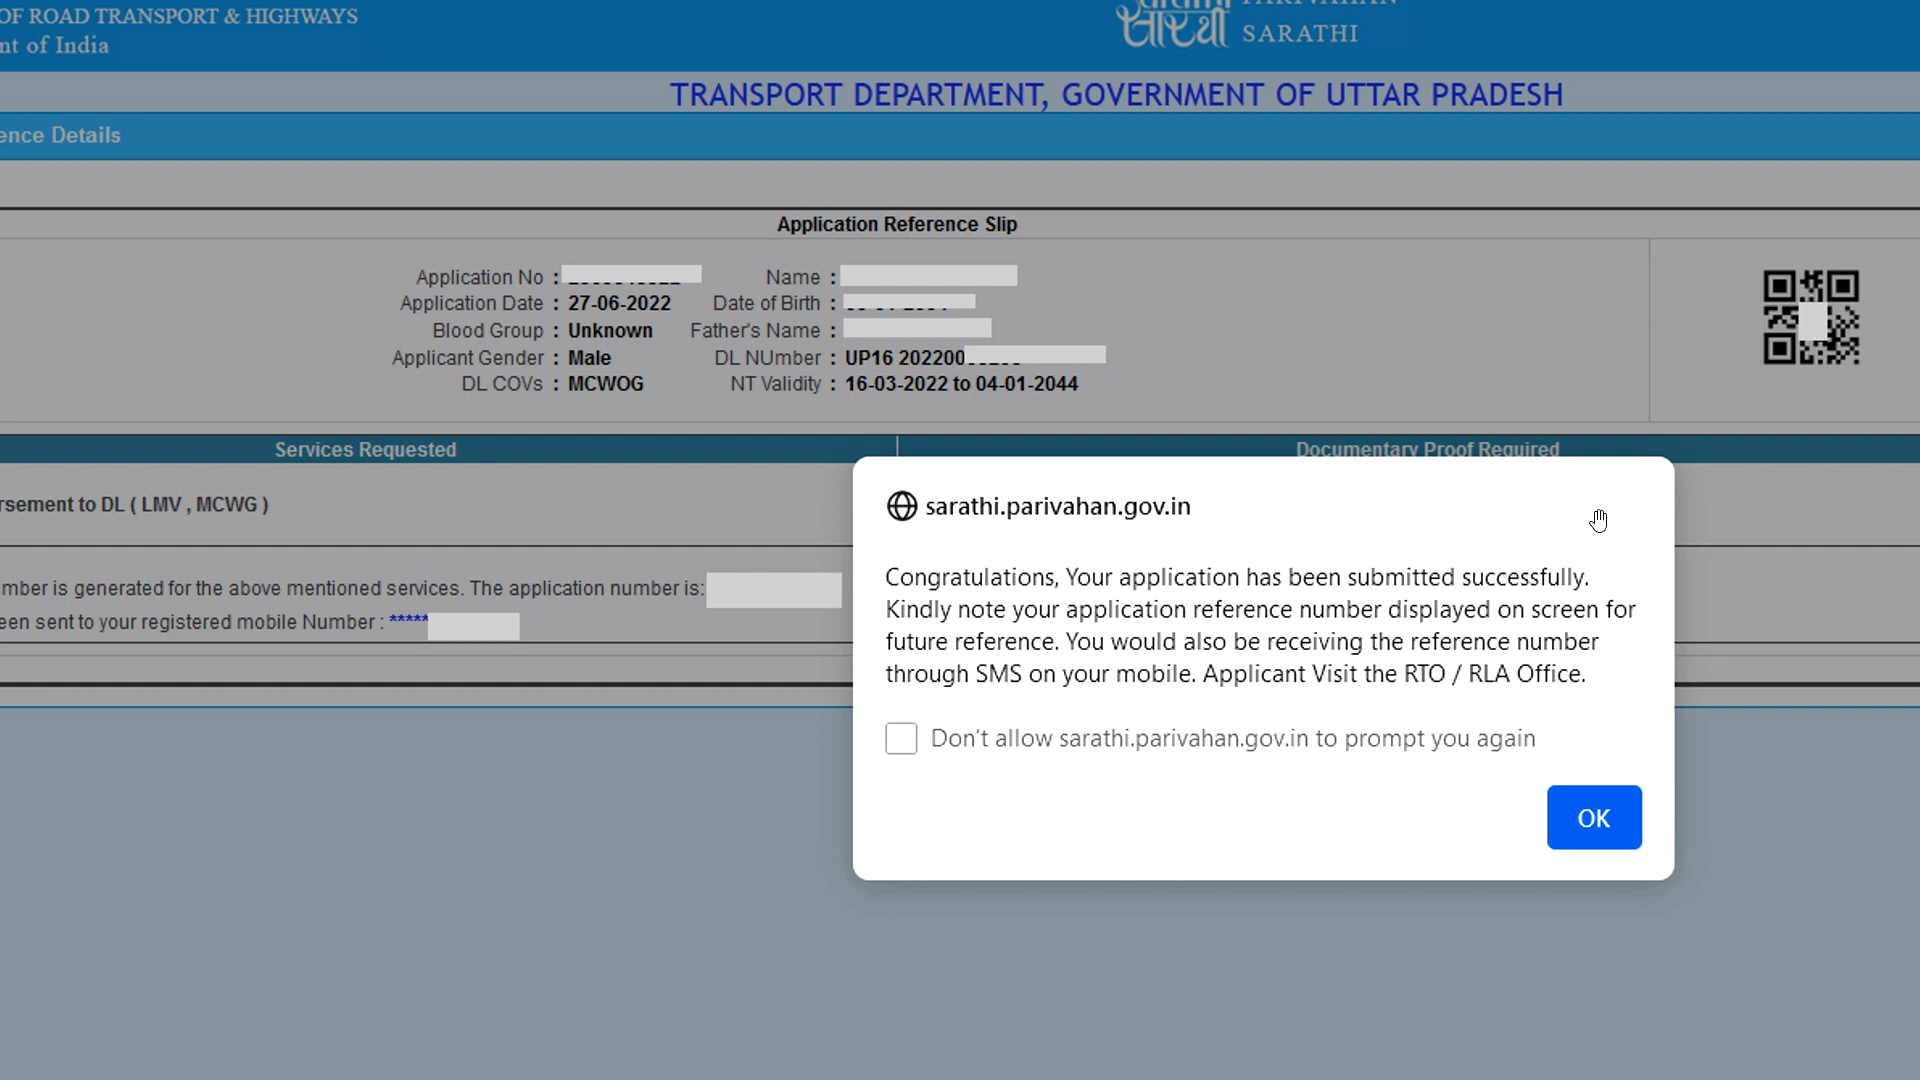 OF ROAD TRANSPORT & HIGHWAYS
nt of India
सारथी SARATHI
TRANSPORT DEPARTMENT, GOVERNMENT OF UTTAR PRADESH
ence Details
Application Reference Slip
Application No :
Name :
Application Date : 27-06-2022
Date of Birth :
Blood Group : Unknown
Father's Name :
Applicant Gender : Male
DL NUmber : UP16 202200
DL COVs : MCWOG
NT Validity : 16-03-2022 to 04-01-2044
Services Requested
Documentary Proof Required
rsement to DL ( LMV , MCWG )
mber is generated for the above mentioned services. The application number is:
een sent to your registered mobile Number : *****
sarathi.parivahan.gov.in
Congratulations, Your application has been submitted successfully.
Kindly note your application reference number displayed on screen for
future reference. You would also be receiving the reference number
through SMS on your mobile. Applicant Visit the RTO / RLA Office.
Don't allow sarathi.parivahan.gov.in to prompt you again
OK